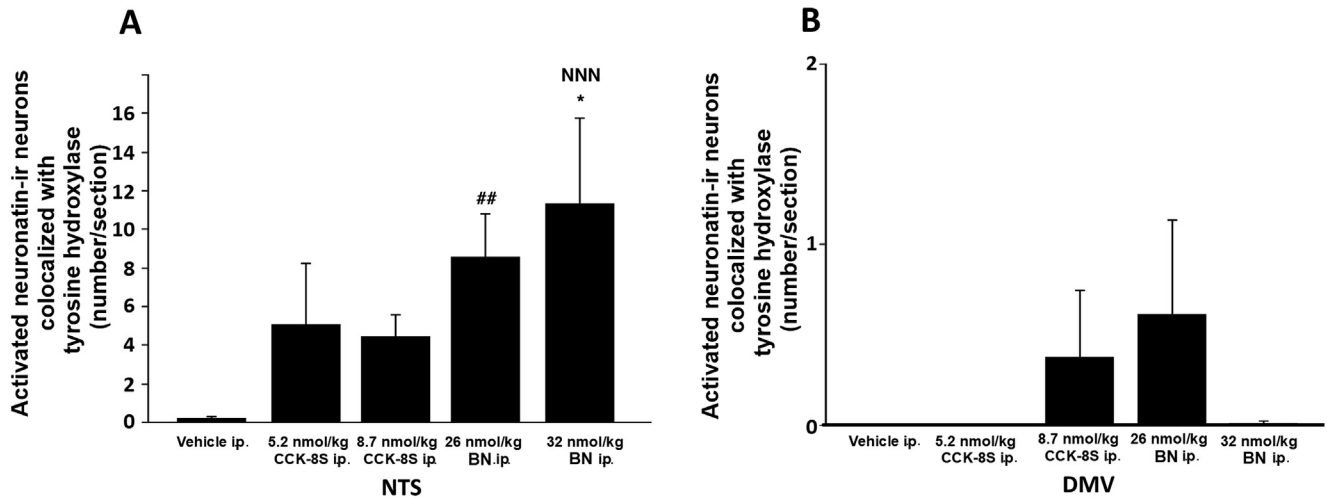 A
Activated neuronatin-ir neurons
colocalized with
tyrosine hydroxylase
(number/section)
16
14
12
10
8
6
4
2
0
##
NNN
*
Vehicle ip.
5.2 nmol/kg
CCK-8S ip.
8.7 nmol/kg
CCK-8S ip
26 nmol/kg
BN.ip.
32 nmol/kg
BN ip.
NTS
B
Activated neuronatin-ir neurons
colocalized with
tyrosine hydroxylase
(number/section)
2
1
0
Vehicle ip.
5.2 nmol/kg
CCK-8S ip.
8.7 nmol/kg
CCK-8S ip.
26 nmol/kg
BN ip.
32 nmol/kg
BN ip.
DMV